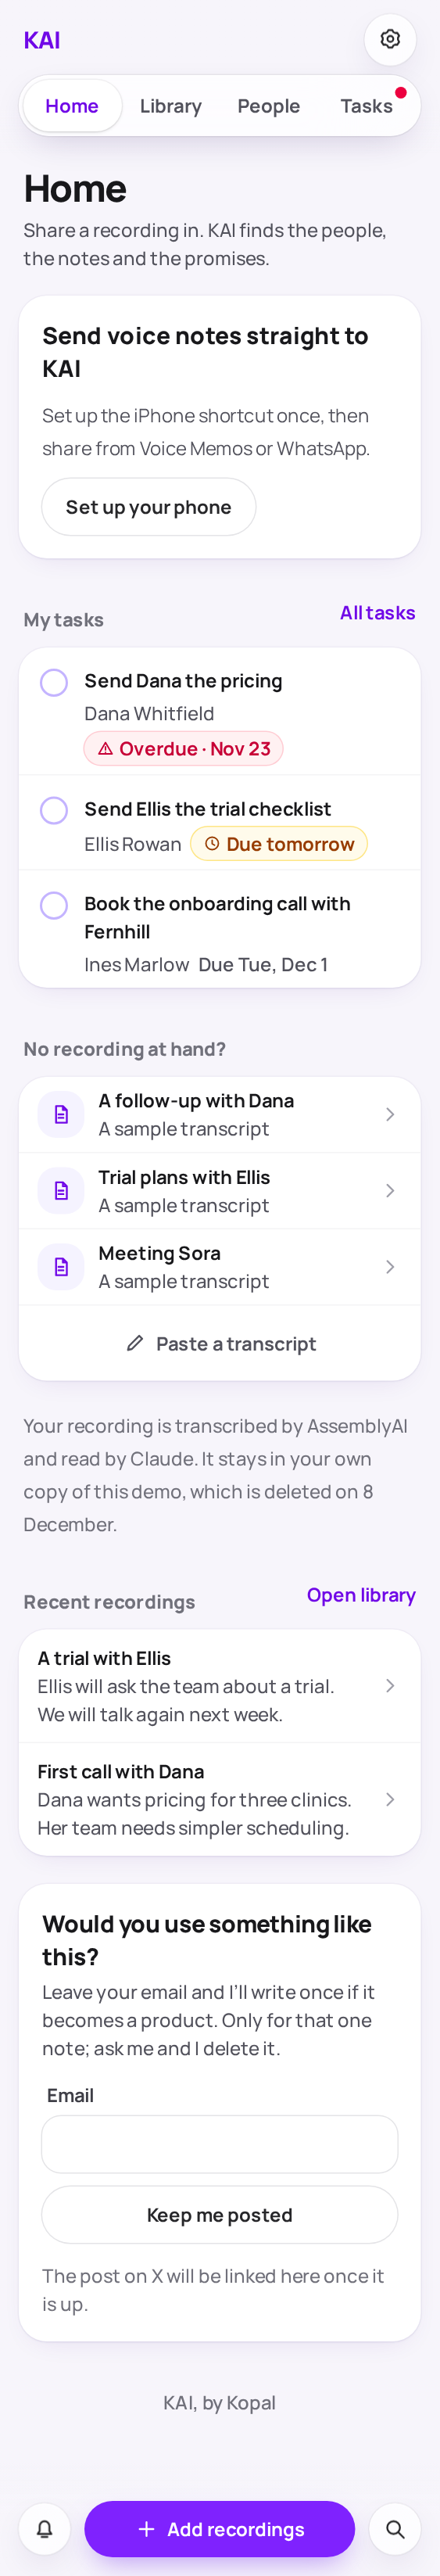 KAI
Home
Library
People
Tasks
Home
Share a recording in. KAI finds the people,
the notes and the promises.
Send voice notes straight to
KAI
Set up the iPhone shortcut once, then
share from Voice Memos or WhatsApp.
Set up your phone
My tasks
All tasks
Send Dana the pricing
Dana Whitfield
Overdue · Nov 23
Send Ellis the trial checklist
Ellis Rowan Due tomorrow
Book the onboarding call with
Fernhill
Ines Marlow Due Tue, Dec 1
No recording at hand?
A follow-up with Dana
A sample transcript
Trial plans with Ellis
A sample transcript
Meeting Sora
A sample transcript
Paste a transcript
Your recording is transcribed by AssemblyAI
and read by Claude. It stays in your own
copy of this demo, which is deleted on 8
December.
Recent recordings
Open library
A trial with Ellis
Ellis will ask the team about a trial.
We will talk again next week.
First call with Dana
Dana wants pricing for three clinics.
Her team needs simpler scheduling.
Would you use something like
this?
Leave your email and I'll write once if it
becomes a product. Only for that one
note; ask me and I delete it.
Email
Keep me posted
The post on X will be linked here once it
is up.
KAI, by Kopal
Add recordings